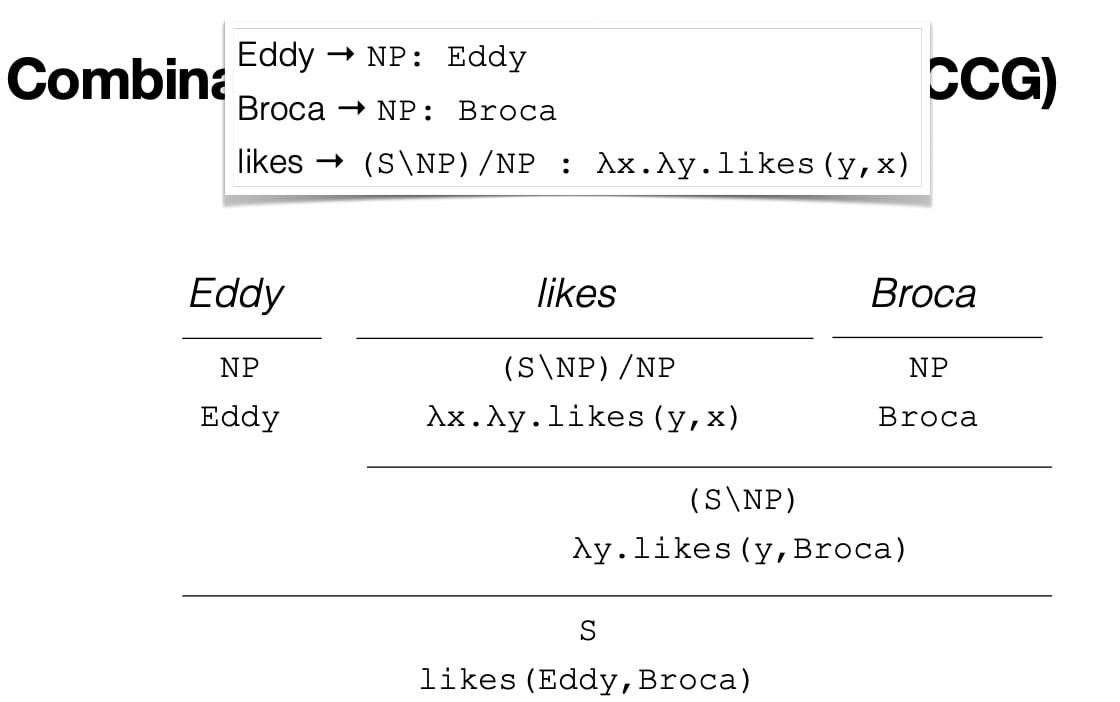 Combina CCG)
Eddy → NP: Eddy
Broca → NP: Broca
likes → (S\NP)/NP : λx.λy.likes(y,x)
Eddy likes Broca
NP (S\NP)/NP NP
Eddy λx.λy.likes(y,x) Broca
(S\NP)
λy.likes(y,Broca)
S
likes(Eddy,Broca)